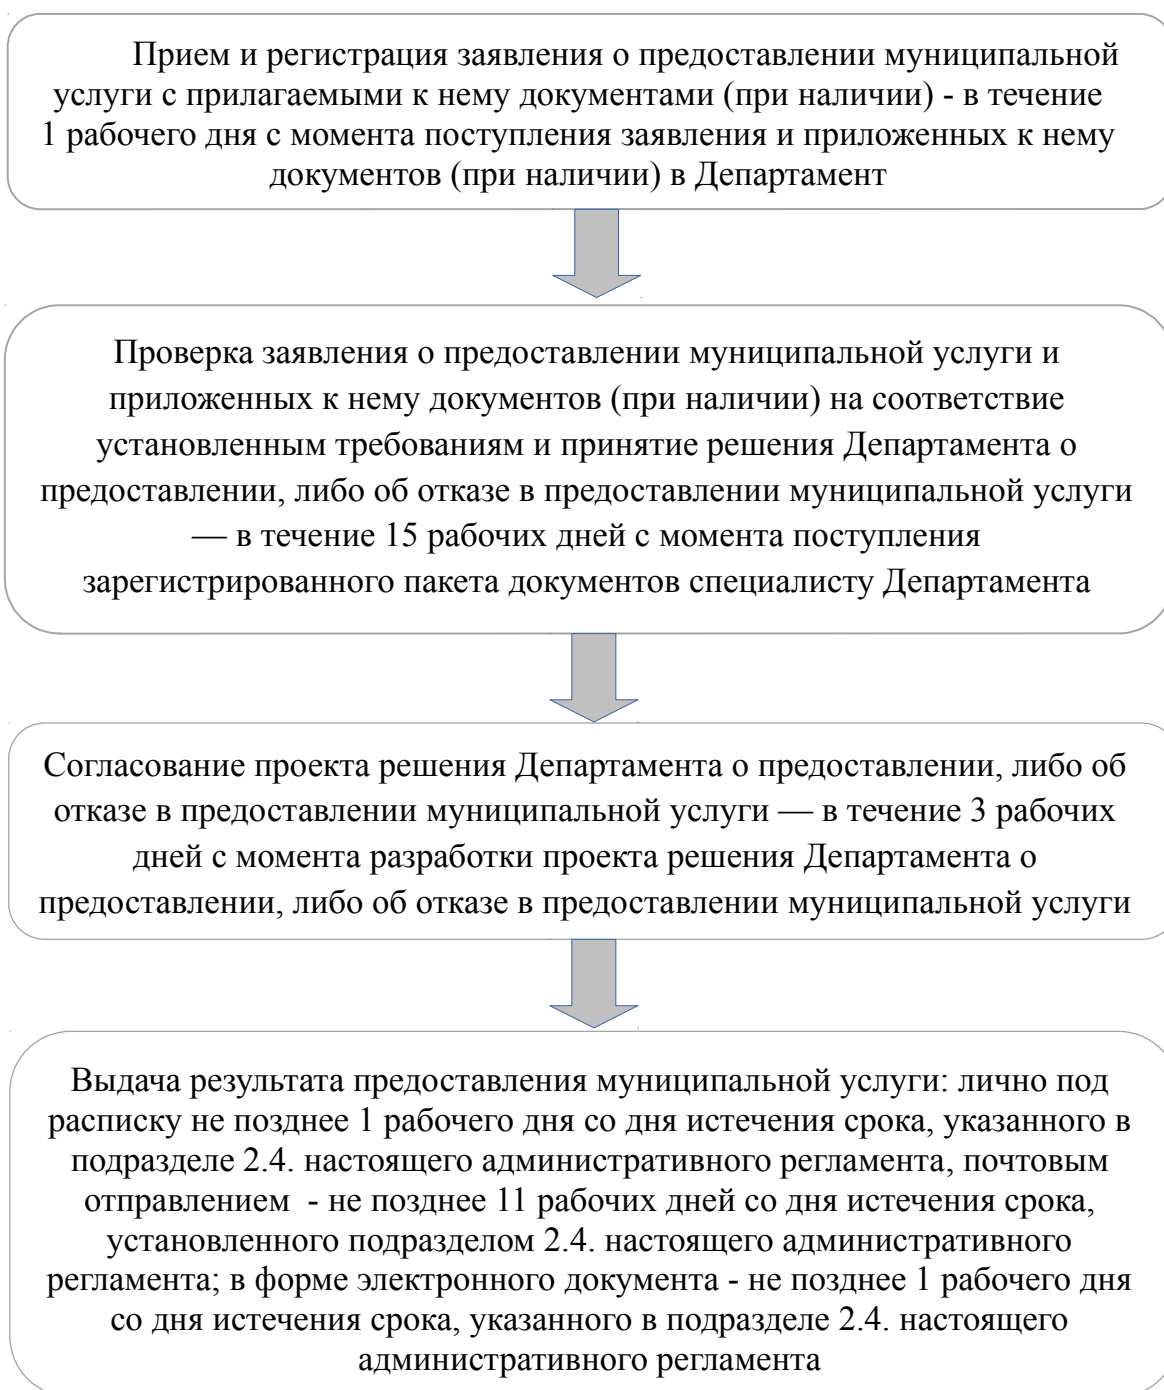 Прием и регистрация заявления о предоставлении муниципальной
услуги с прилагаемыми к нему документами (при наличии) - в течение
1 рабочего дня с момента поступления заявления и приложенных к нему
документов (при наличии) в Департамент
Проверка заявления о предоставлении муниципальной услуги и
приложенных к нему документов (при наличии) на соответствие
установленным требованиям и принятие решения Департамента о
предоставлении, либо об отказе в предоставлении муниципальной услуги
— в течение 15 рабочих дней с момента поступления
зарегистрированного пакета документов специалисту Департамента
Согласование проекта решения Департамента о предоставлении, либо об
отказе в предоставлении муниципальной услуги — в течение 3 рабочих
дней с момента разработки проекта решения Департамента о
предоставлении, либо об отказе в предоставлении муниципальной услуги
Выдача результата предоставления муниципальной услуги: лично под
расписку не позднее 1 рабочего дня со дня истечения срока, указанного в
подразделе 2.4. настоящего административного регламента, почтовым
отправлением  - не позднее 11 рабочих дней со дня истечения срока,
установленного подразделом 2.4. настоящего административного
регламента; в форме электронного документа - не позднее 1 рабочего дня
со дня истечения срока, указанного в подразделе 2.4. настоящего
административного регламента